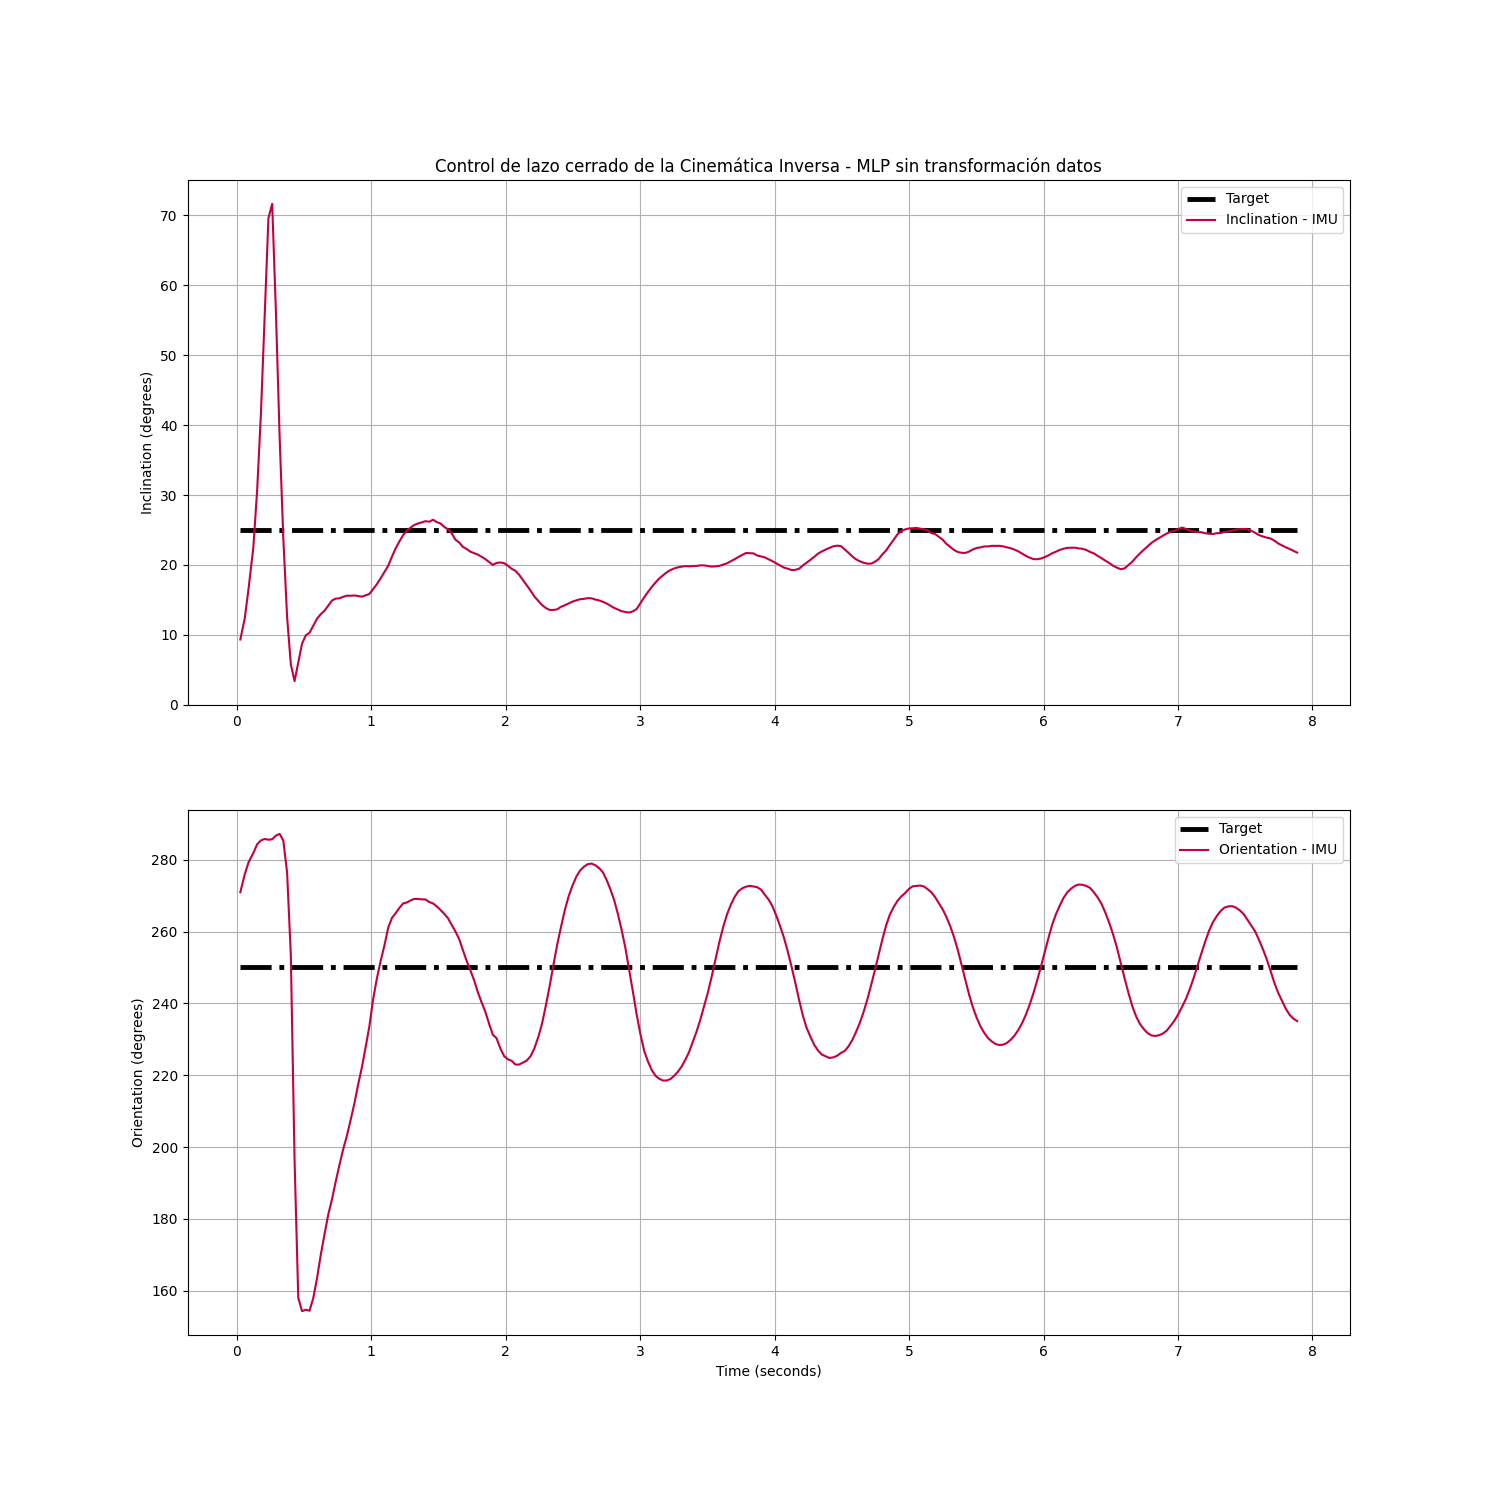 Control de lazo cerrado de la Cinemática Inversa - MLP sin transformación datos
Target
Inclination - IMU
Inclination (degrees)
70
60
50
40
30
20
10
0
0 1 2 3 4 5 6 7 8
Target
Orientation - IMU
Orientation (degrees)
280
260
240
220
200
180
160
0 1 2 3 4 5 6 7 8
Time (seconds)